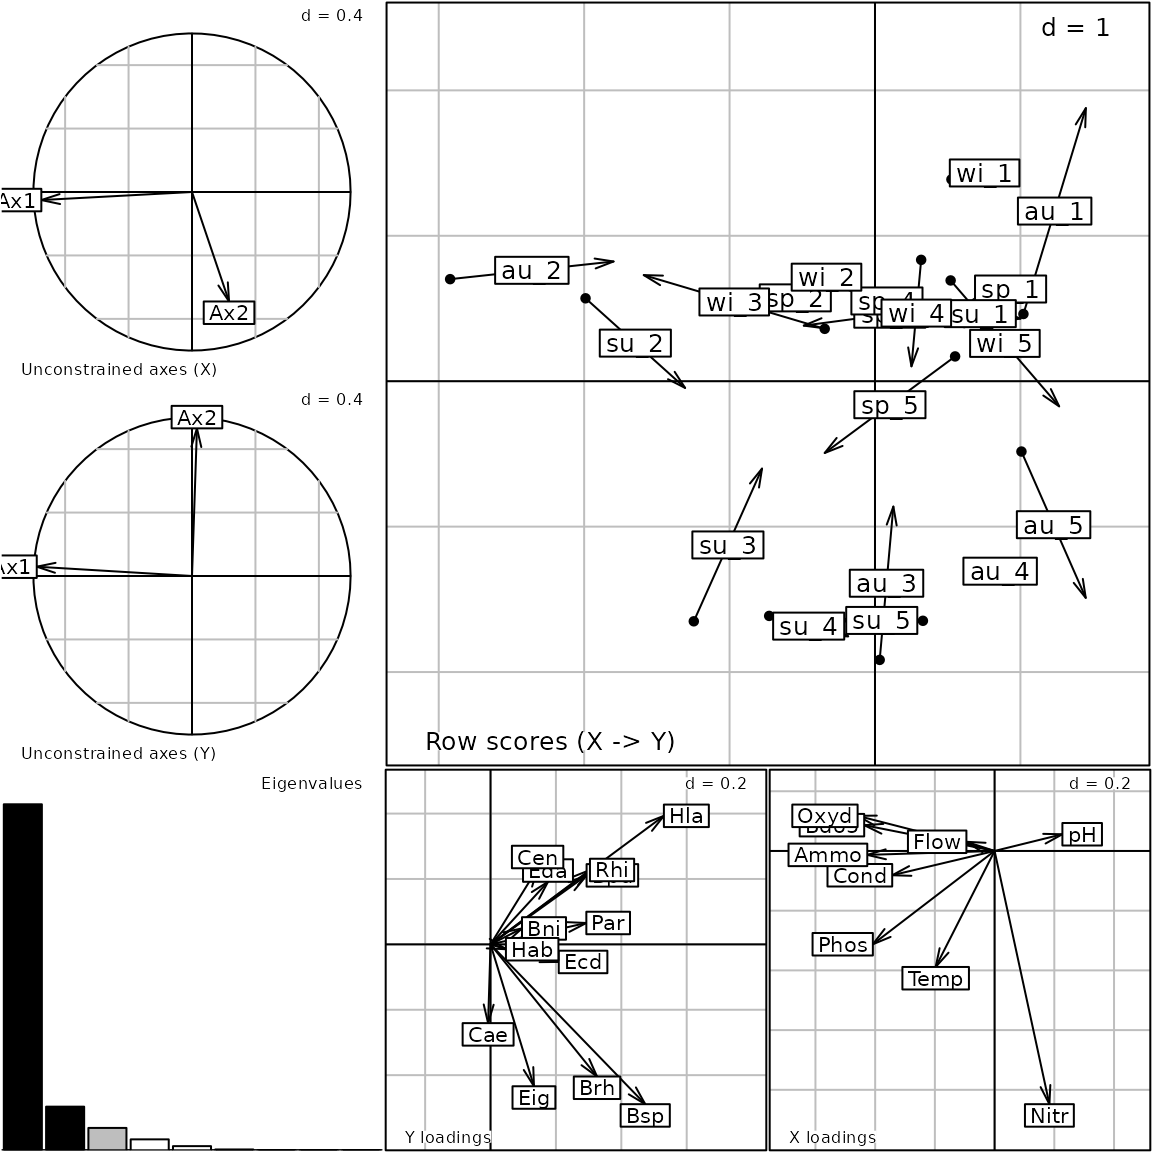 d = 0.4
Ax1
Ax2
Unconstrained axes (X)
d = 0.4
Ax2
Ax1
Unconstrained axes (Y)
d = 1
wi_1
au_1
au_2
wi_2
sp_1
wi_3
sp_2
sp_4
wi_4
su_1
su_2
wi_5
sp_5
au_5
su_3
au_4
au_3
su_4
su_5
Row scores (X -> Y)
Eigenvalues
d = 0.2
Hla
Cen
Eda
Rhi
Par
Bni
Hab
Ecd
Cae
Eig
Brh
Bsp
Y loadings
d = 0.2
Oxyd
pH
Flow
Ammo
Cond
Phos
Temp
Nitr
X loadings